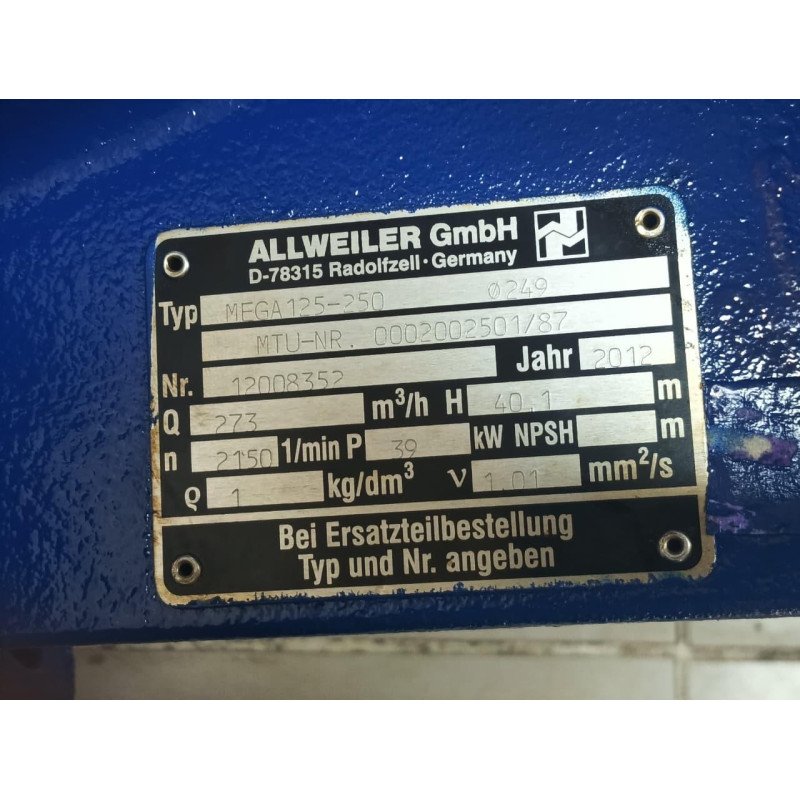 ALLWEILER GmbH
D-78315 Radolfzell · Germany
Typ MEGA125-250 Ø249
MTU-NR. 0002002501/87
Nr. 12008352 Jahr 2012
Q 273 m³/h H 40,1 m
n 2150 1/min P 39 kW NPSH m
ϱ 1 kg/dm³ ν 1.01 mm²/s
Bei Ersatzteilbestellung
Typ und Nr. angeben